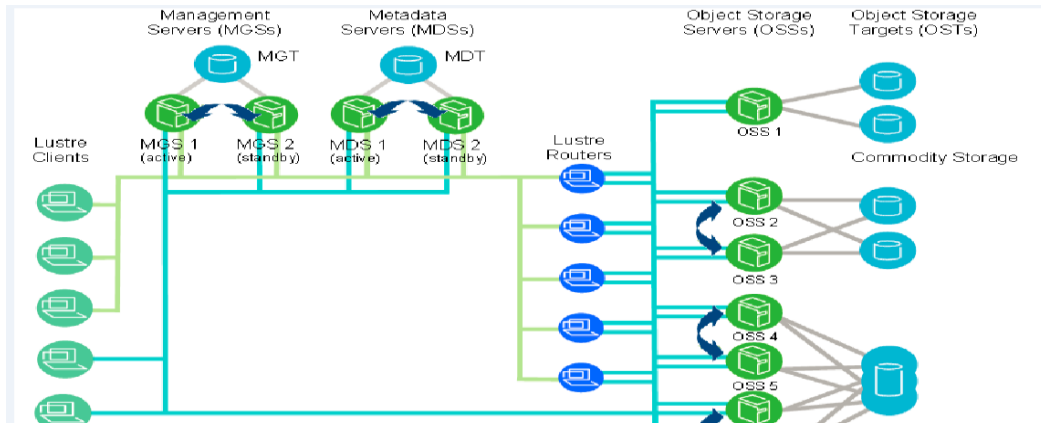 Management
Servers (MGSs)
Metadata
Servers (MDSs)
Object Storage
Servers (OSSs)
Object Storage
Targets (OSTs)
MGT
MDT
MGS 1
(active)
MGS 2
(standby)
MDS 1
(active)
MDS 2
(standby)
OSS 1
Lustre
Clients
Lustre
Routers
Commodity Storage
OSS 2
OSS 3
OSS 4
OSS 5